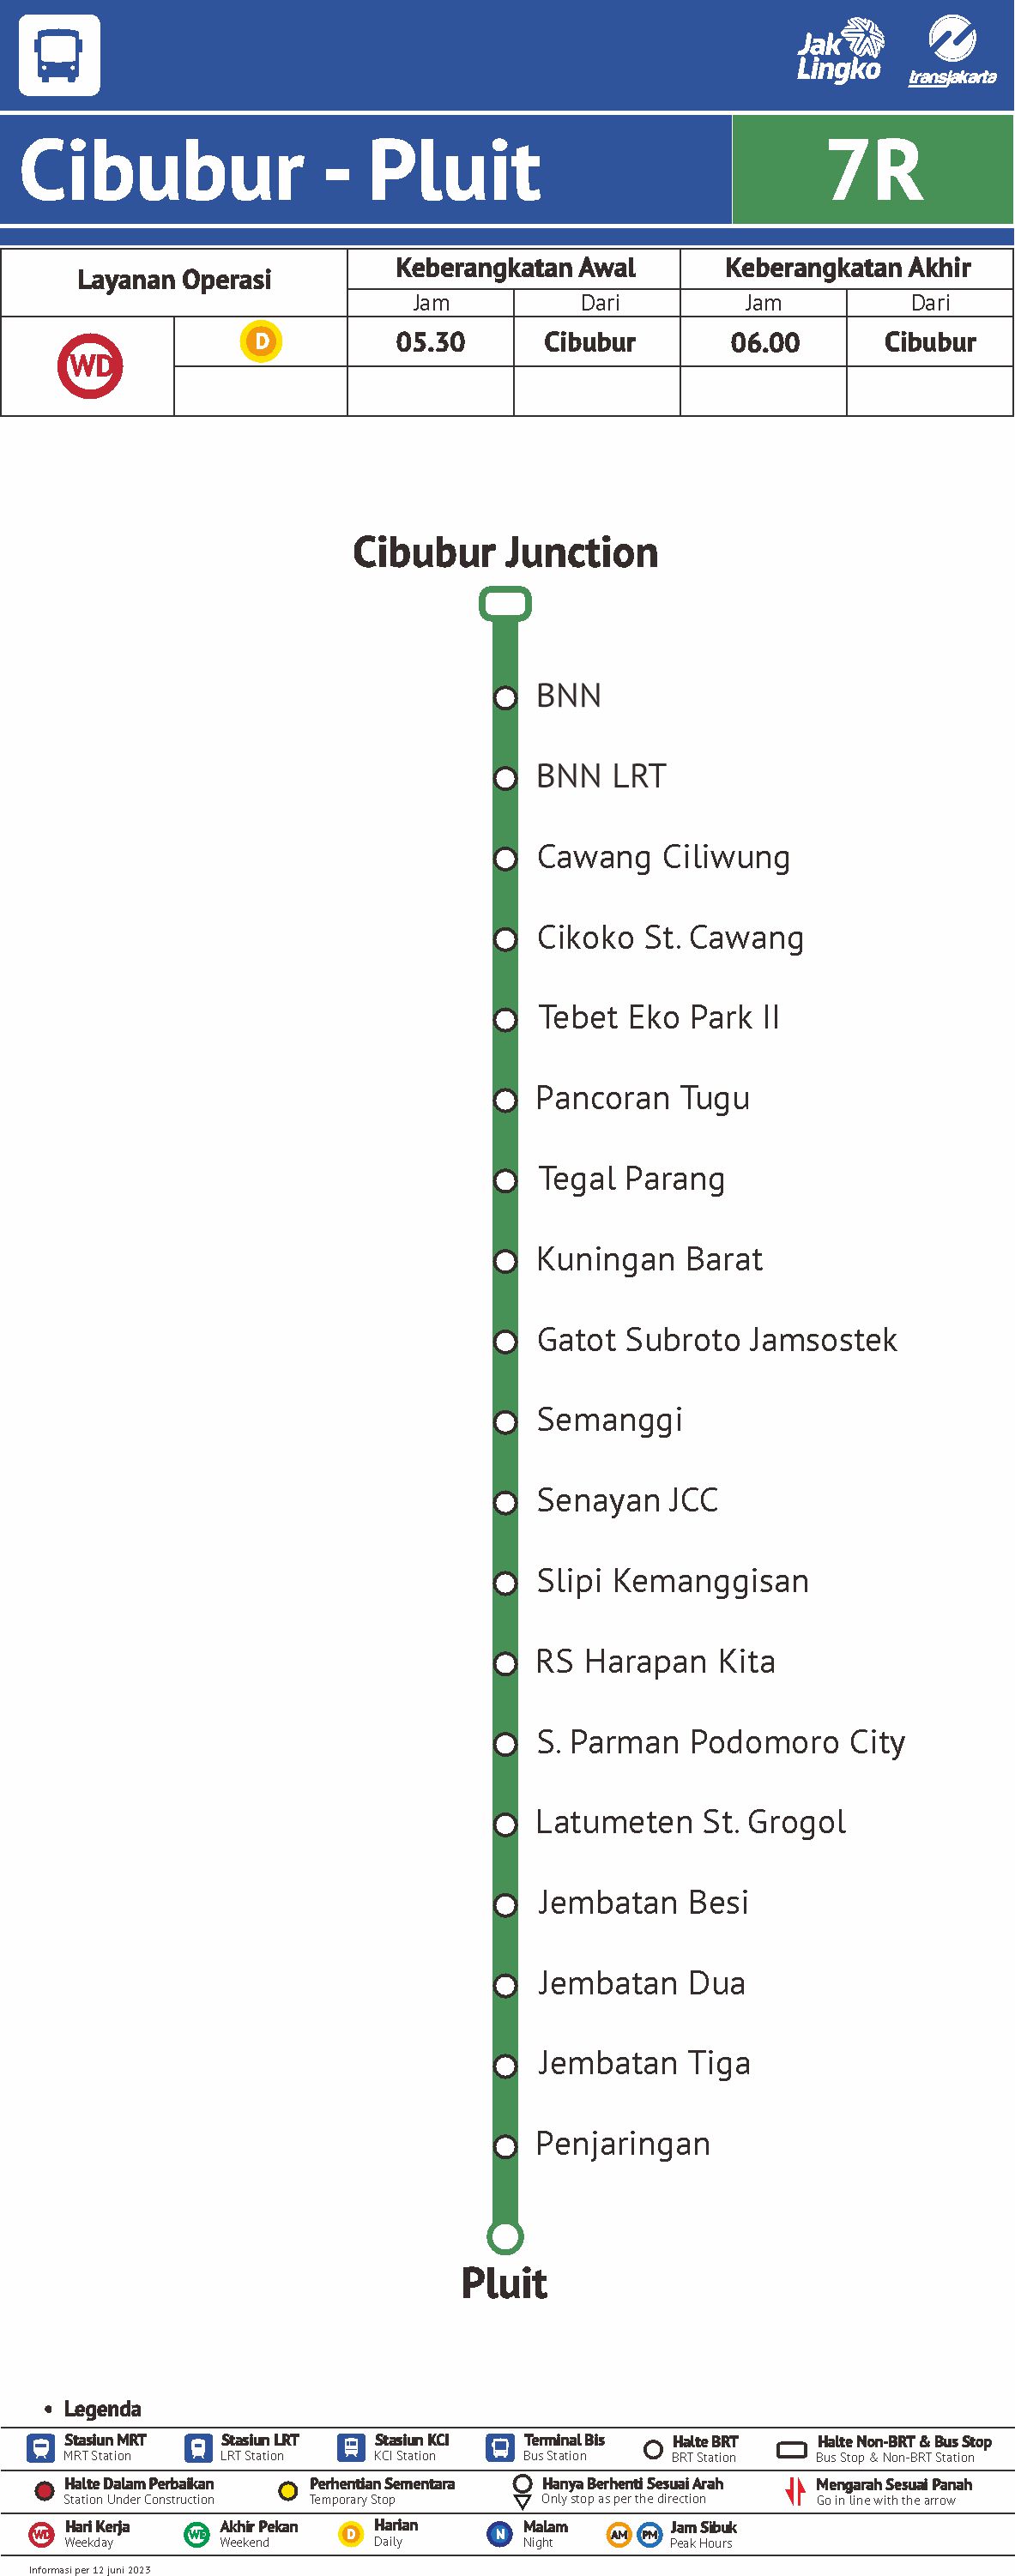 Jak
Lingko
transjakarta
Cibubur - Pluit
7R
Layanan Operasi
Keberangkatan Awal
Keberangkatan Akhir
Jam
Dari
Jam
Dari
WD
D
05.30
Cibubur
06.00
Cibubur
Cibubur Junction
BNN
BNN LRT
Cawang Ciliwung
Cikoko St. Cawang
Tebet Eko Park II
Pancoran Tugu
Tegal Parang
Kuningan Barat
Gatot Subroto Jamsostek
Semanggi
Senayan JCC
Slipi Kemanggisan
RS Harapan Kita
S. Parman Podomoro City
Latumeten St. Grogol
Jembatan Besi
Jembatan Dua
Jembatan Tiga
Penjaringan
Pluit
• Legenda
Stasiun MRT
MRT Station
Stasiun LRT
LRT Station
Stasiun KCI
KCI Station
Terminal Bis
Bus Station
Halte BRT
BRT Station
Halte Non-BRT & Bus Stop
Bus Stop & Non-BRT Station
Halte Dalam Perbaikan
Station Under Construction
Perhentian Sementara
Temporary Stop
Hanya Berhenti Sesuai Arah
Only stop as per the direction
Mengarah Sesuai Panah
Go in line with the arrow
WD
Hari Kerja
Weekday
WD
Akhir Pekan
Weekend
D
Harian
Daily
N
Malam
Night
AM
PM
Jam Sibuk
Peak Hours
Informasi per 12 juni 2023